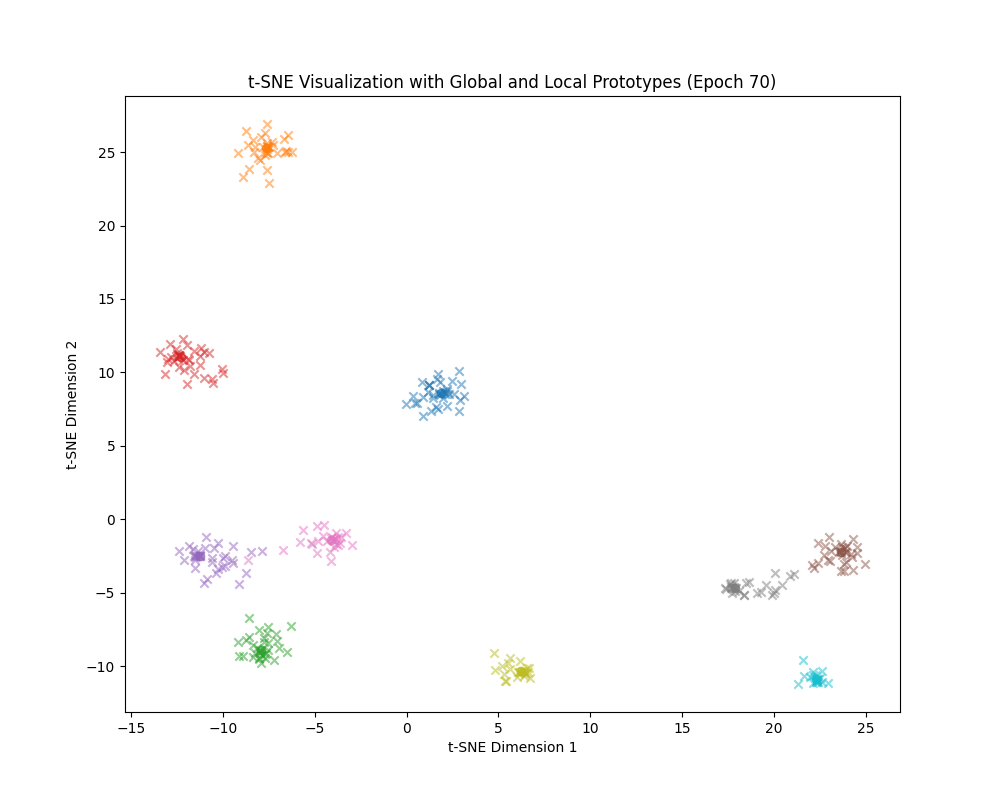 t-SNE Visualization with Global and Local Prototypes (Epoch 70)
25
20
15
10
5
0
−5
−10
t-SNE Dimension 2
−15 −10 −5 0 5 10 15 20 25
t-SNE Dimension 1